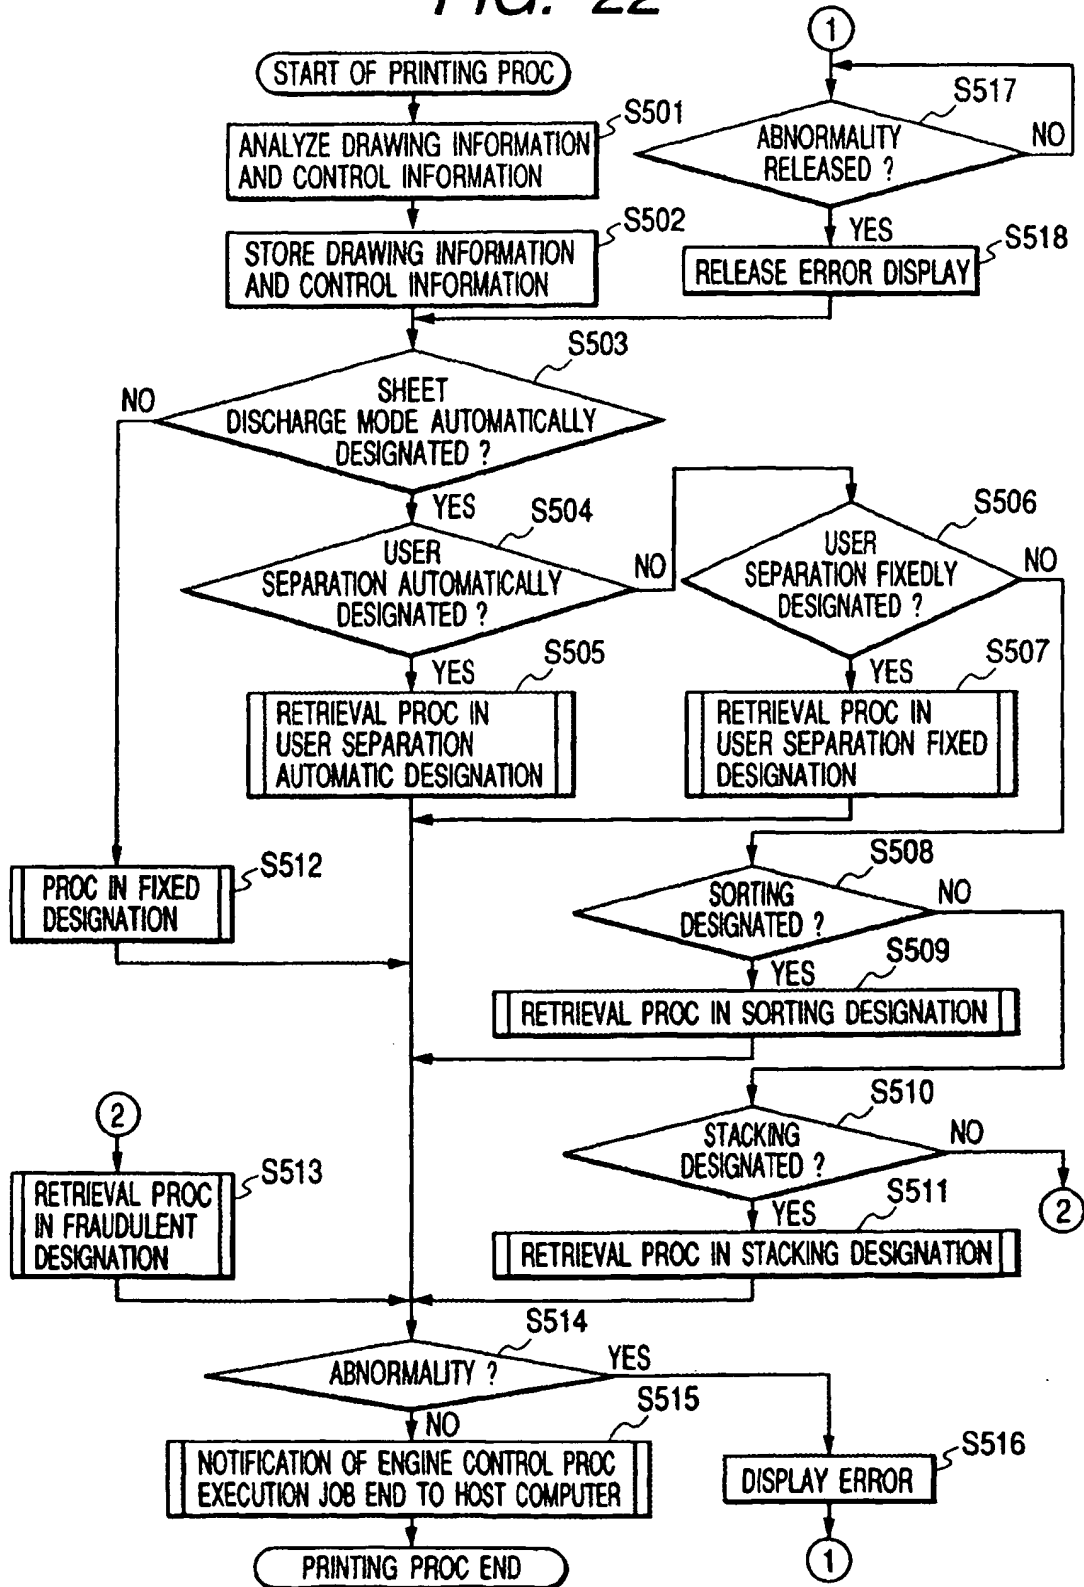 FIG. 22
START OF PRINTING PROC
S501
ANALYZE DRAWING INFORMATION
AND CONTROL INFORMATION
S502
STORE DRAWING INFORMATION
AND CONTROL INFORMATION
1
S517
ABNORMALITY
RELEASED ?
NO
YES
S518
RELEASE ERROR DISPLAY
S503
SHEET
DISCHARGE MODE AUTOMATICALLY
DESIGNATED ?
NO
YES
S504
USER
SEPARATION AUTOMATICALLY
DESIGNATED ?
NO
YES
S505
RETRIEVAL PROC IN
USER SEPARATION
AUTOMATIC DESIGNATION
S506
USER
SEPARATION FIXEDLY
DESIGNATED ?
NO
YES
S507
RETRIEVAL PROC IN
USER SEPARATION FIXED
DESIGNATION
S512
PROC IN FIXED
DESIGNATION
S508
SORTING
DESIGNATED ?
NO
YES
S509
RETRIEVAL PROC IN SORTING DESIGNATION
S510
STACKING
DESIGNATED ?
NO
2
YES
S511
RETRIEVAL PROC IN STACKING DESIGNATION
2
S513
RETRIEVAL PROC
IN FRAUDULENT
DESIGNATION
S514
ABNORMALITY ?
YES
NO
S515
NOTIFICATION OF ENGINE CONTROL PROC
EXECUTION JOB END TO HOST COMPUTER
S516
DISPLAY ERROR
1
PRINTING PROC END